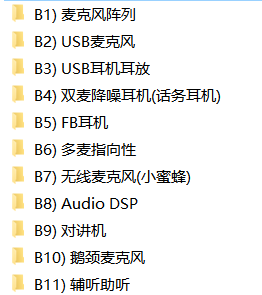 B1) 麦克风阵列
B2) USB麦克风
B3) USB耳机耳放
B4) 双麦降噪耳机(话务耳机)
B5) FB耳机
B6) 多麦指向性
B7) 无线麦克风(小蜜蜂)
B8) Audio DSP
B9) 对讲机
B10) 鹅颈麦克风
B11) 辅听助听